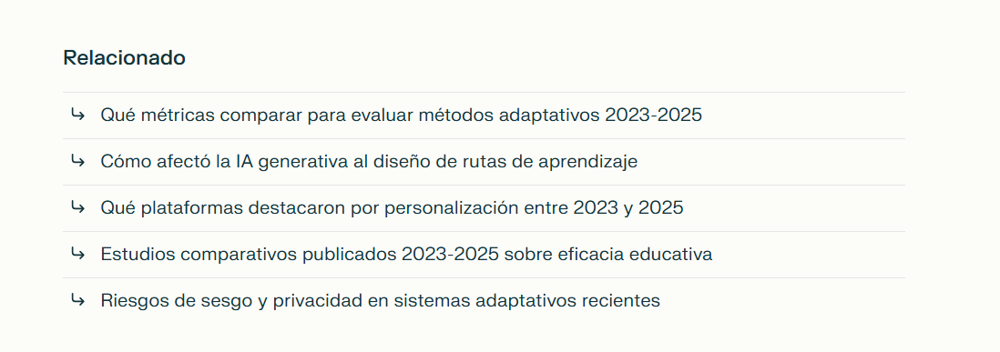 Relacionado
Qué métricas comparar para evaluar métodos adaptativos 2023-2025
Cómo afectó la IA generativa al diseño de rutas de aprendizaje
Qué plataformas destacaron por personalización entre 2023 y 2025
Estudios comparativos publicados 2023-2025 sobre eficacia educativa
Riesgos de sesgo y privacidad en sistemas adaptativos recientes